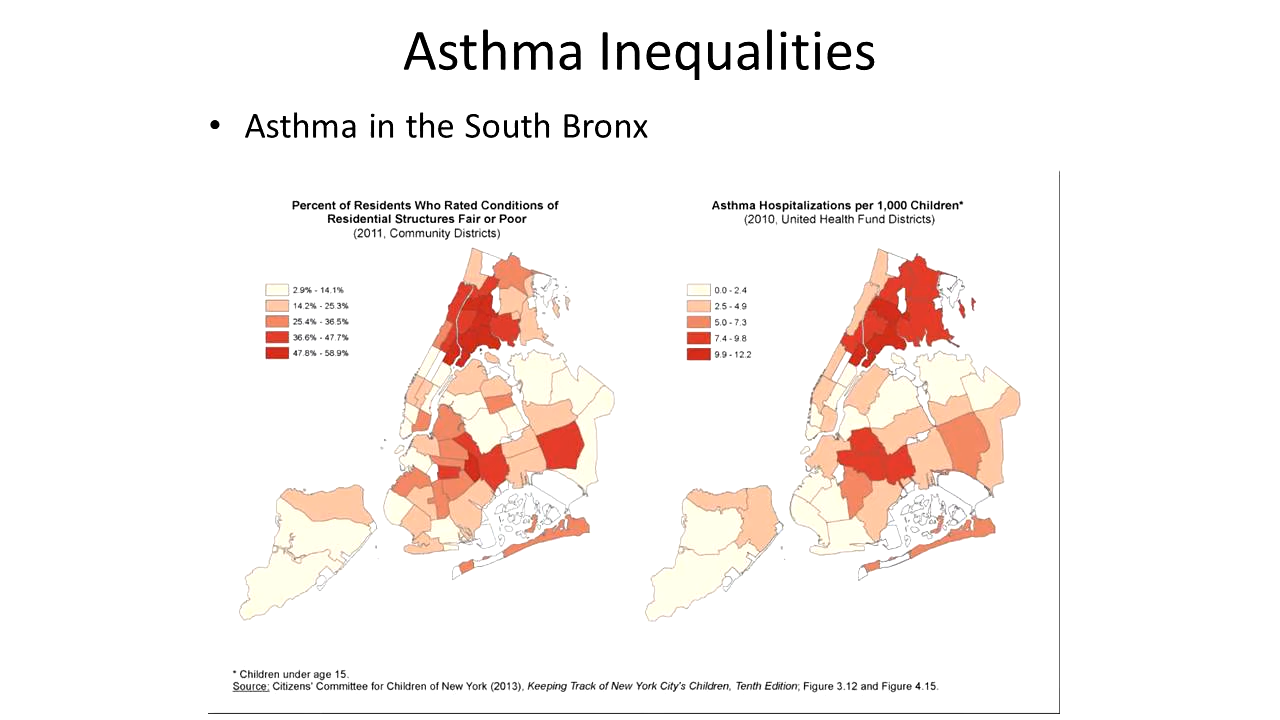 Asthma Inequalities
• Asthma in the South Bronx
Percent of Residents Who Rated Conditions of
Residential Structures Fair or Poor
(2011, Community Districts)
2.9% - 14.1%
14.2% - 25.3%
25.4% - 36.5%
36.6% - 47.7%
47.8% - 58.9%
Asthma Hospitalizations per 1,000 Children*
(2010, United Health Fund Districts)
0.0 - 2.4
2.5 - 4.9
5.0 - 7.3
7.4 - 9.8
9.9 - 12.2
* Children under age 15.
Source: Citizens' Committee for Children of New York (2013), Keeping Track of New York City's Children, Tenth Edition; Figure 3.12 and Figure 4.15.